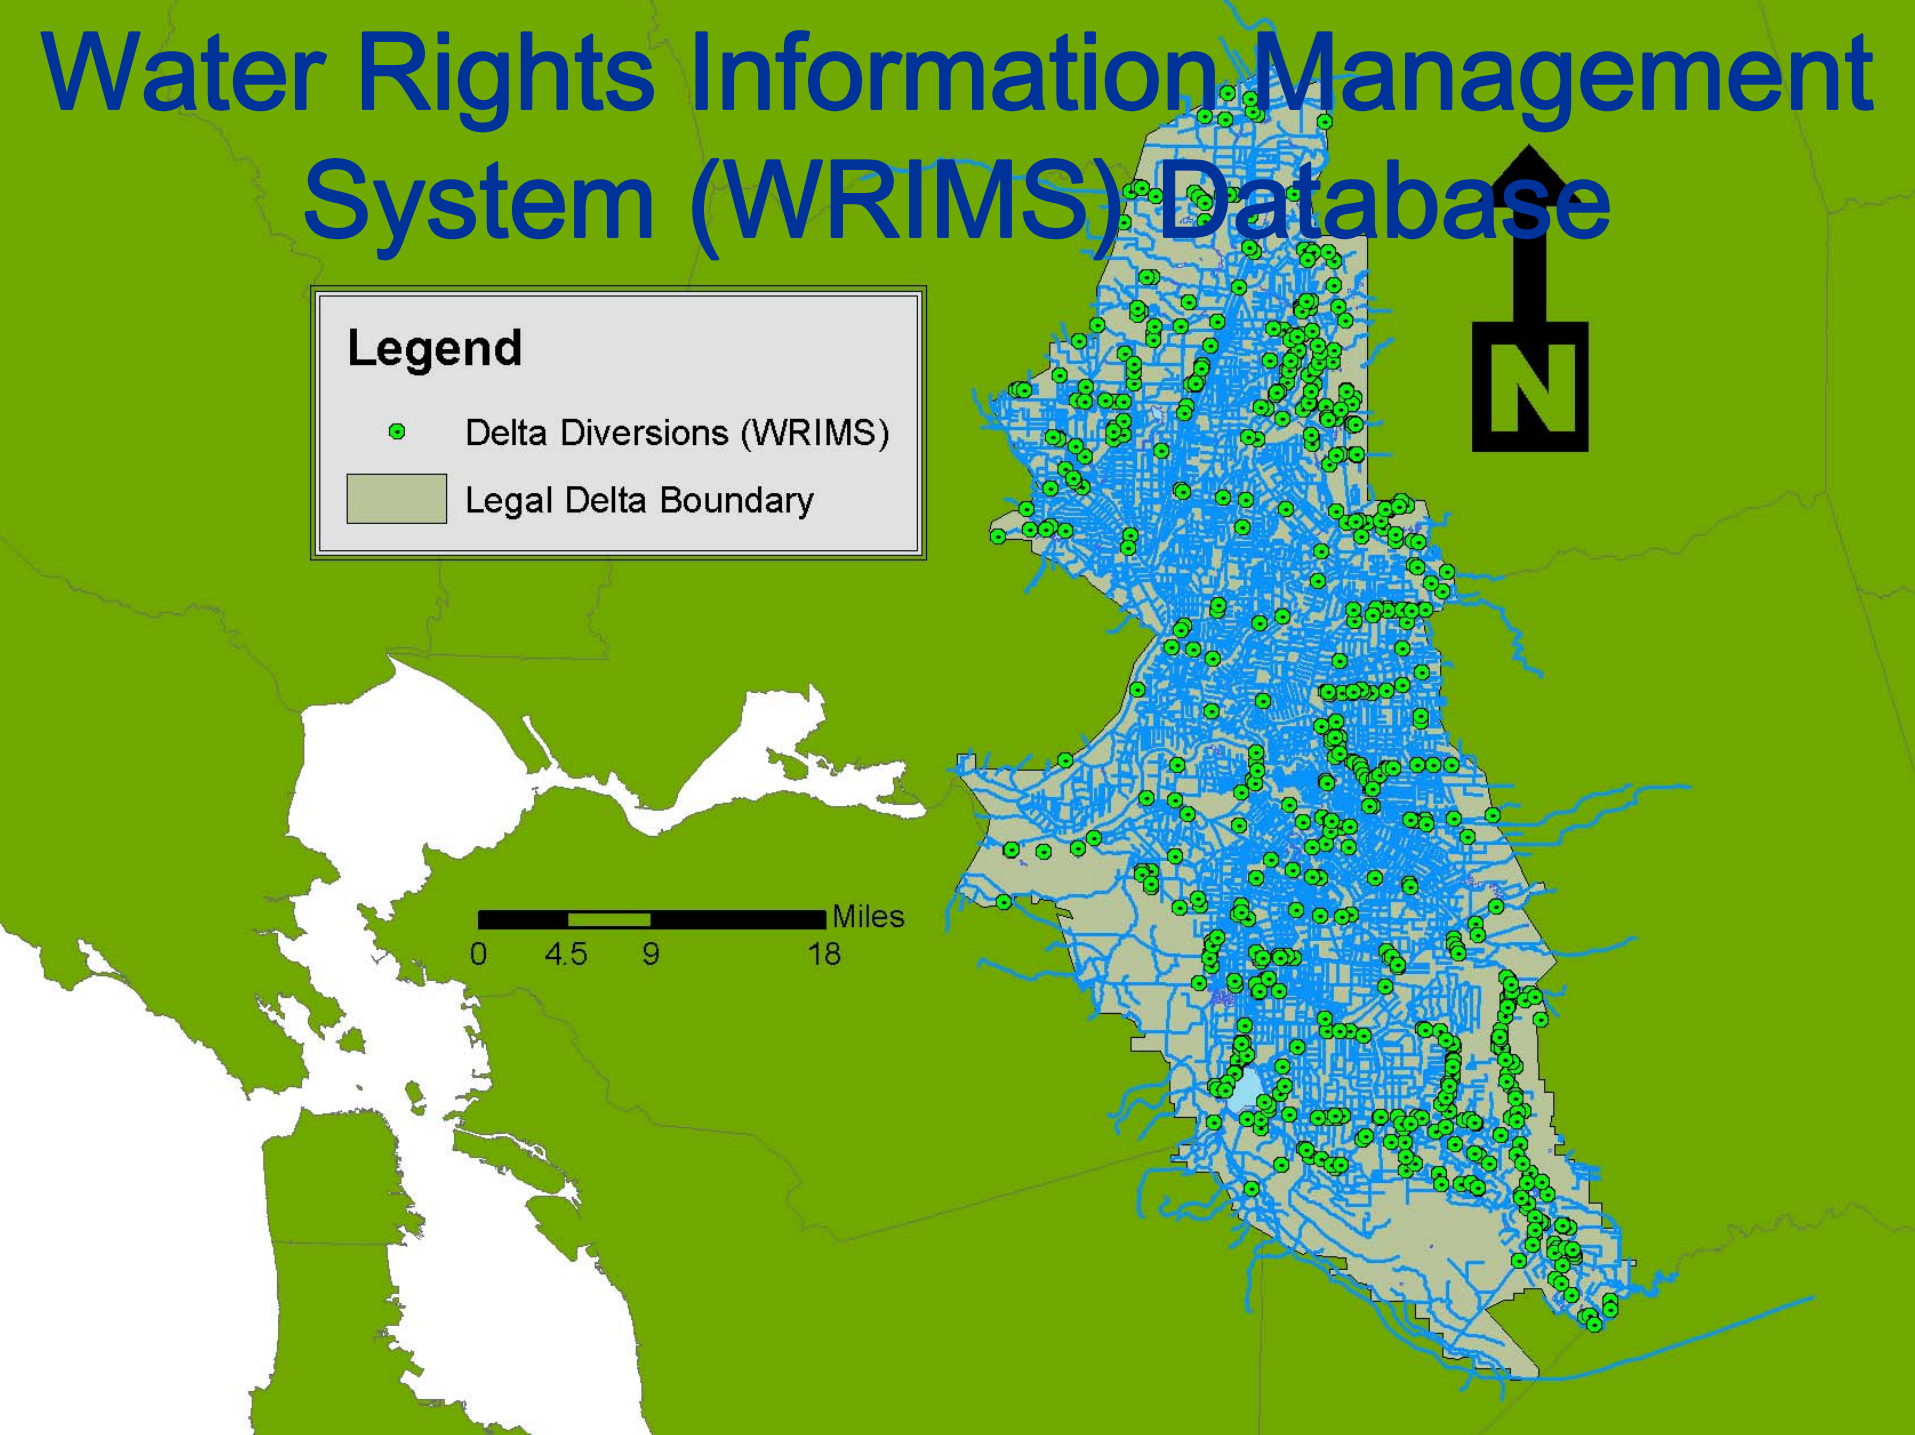 Water Rights Information Management
System (WRIMS) Database
Legend
Delta Diversions (WRIMS)
Legal Delta Boundary
N
Miles
0 4.5 9 18